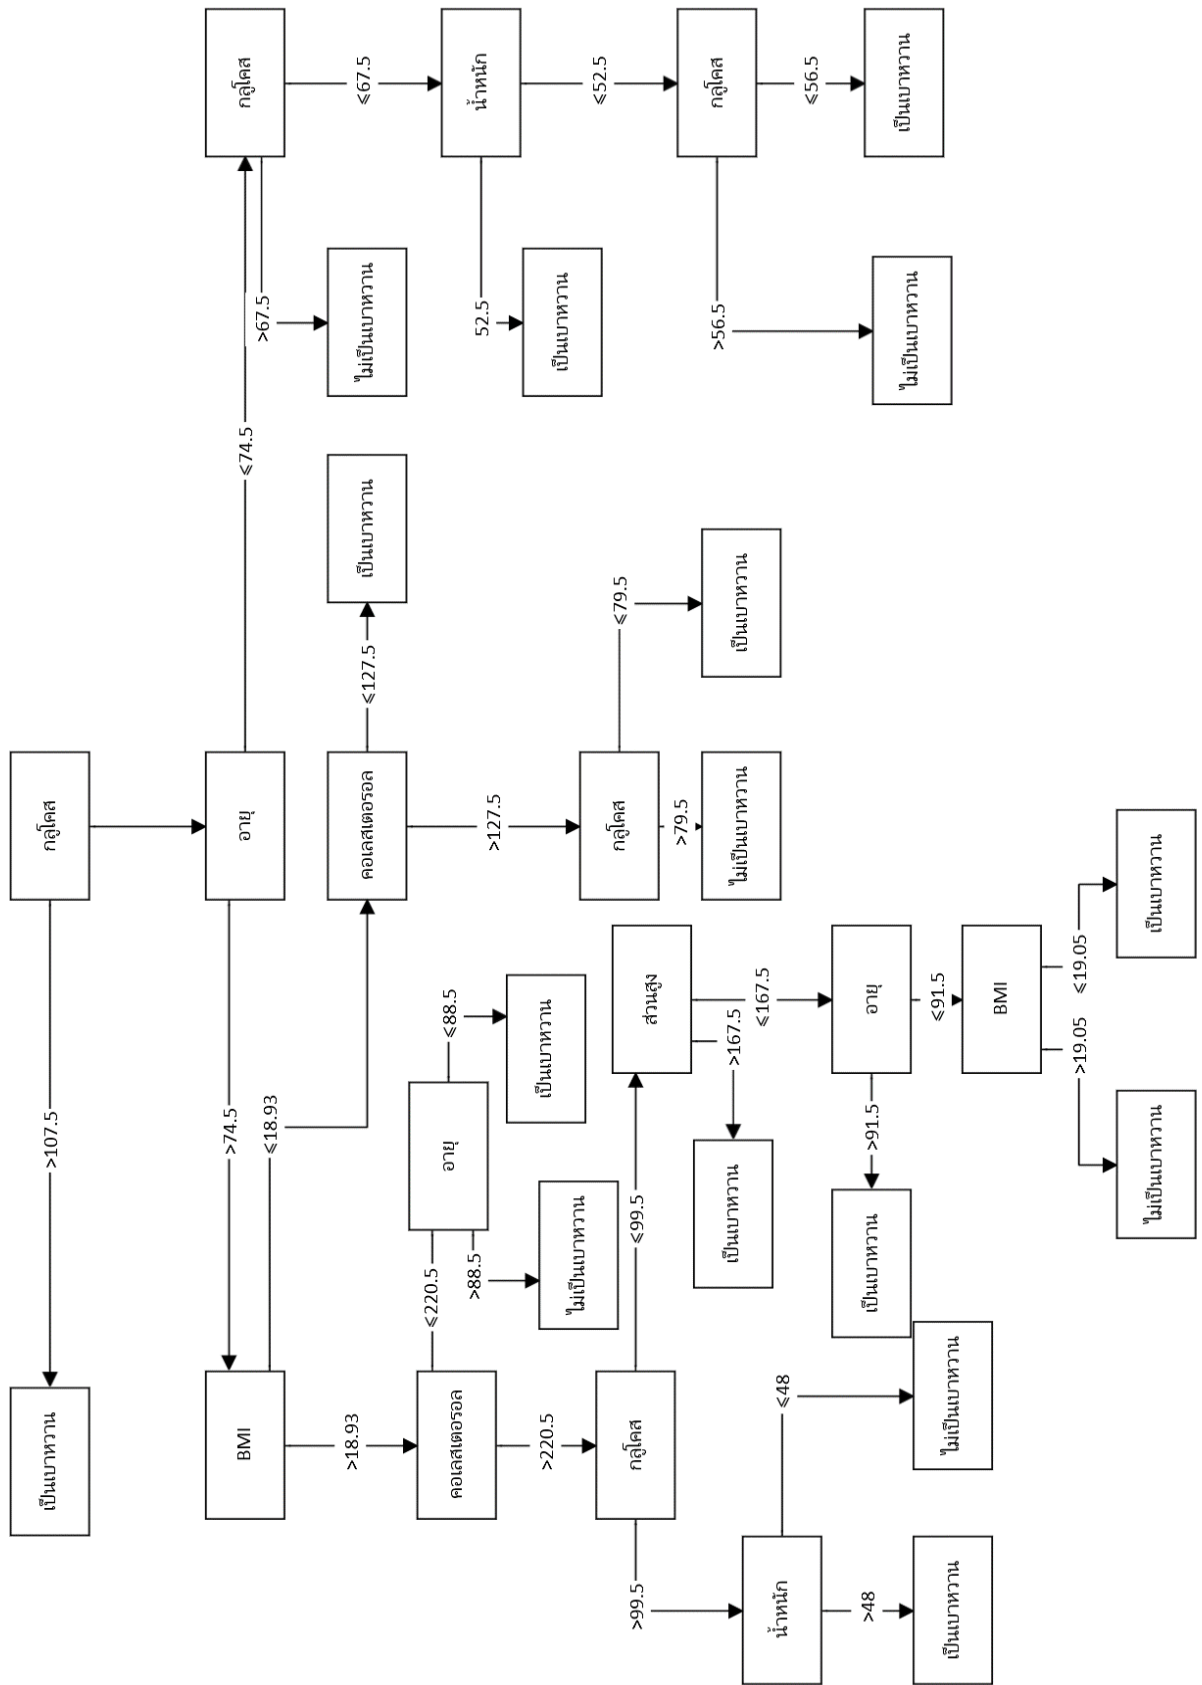 เป็นเบาหวาน
>107.5
กลูโคส
BMI
>74.5
อายุ
≤74.5
กลูโคส
≤18.93
>67.5
>18.93
คอเลสเตอรอล
≤127.5
เป็นเบาหวาน
ไม่เป็นเบาหวาน
≤67.5
คอเลสเตอรอล
≤220.5
อายุ
≤88.5
>88.5
>127.5
52.5
น้ำหนัก
>220.5
เป็นเบาหวาน
เป็นเบาหวาน
ไม่เป็นเบาหวาน
≤52.5
กลูโคส
>99.5
≤99.5
ส่วนสูง
กลูโคส
≤79.5
>79.5
>56.5
กลูโคส
เป็นเบาหวาน
>167.5
≤167.5
ไม่เป็นเบาหวาน
เป็นเบาหวาน
น้ำหนัก
≤48
≤56.5
>48
เป็นเบาหวาน
>91.5
อายุ
ไม่เป็นเบาหวาน
เป็นเบาหวาน
≤91.5
เป็นเบาหวาน
ไม่เป็นเบาหวาน
BMI
>19.05
≤19.05
ไม่เป็นเบาหวาน
เป็นเบาหวาน